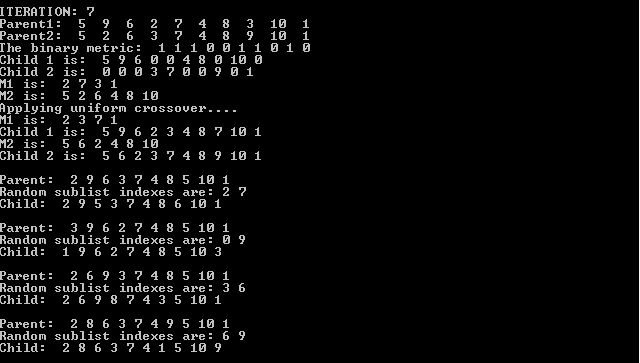 ITERATION: 7
Parent1:  5  9  6  2  7  4  8  3  10  1
Parent2:  5  2  6  3  7  4  8  9  10  1
The binary metric:  1 1 1 0 0 1 1 0 1 0
Child 1 is:  5 9 6 0 0 4 8 0 10 0
Child 2 is:  0 0 0 3 7 0 0 9 0 1
M1 is:  2 7 3 1
M2 is:  5 2 6 4 8 10
Applying uniform crossover....
M1 is:  2 3 7 1
Child 1 is:  5 9 6 2 3 4 8 7 10 1
M2 is:  5 6 2 4 8 10
Child 2 is:  5 6 2 3 7 4 8 9 10 1
Parent:  2 9 6 3 7 4 8 5 10 1
Random sublist indexes are: 2 7
Child:  2 9 5 3 7 4 8 6 10 1
Parent:  3 9 6 2 7 4 8 5 10 1
Random sublist indexes are: 0 9
Child:  1 9 6 2 7 4 8 5 10 3
Parent:  2 6 9 3 7 4 8 5 10 1
Random sublist indexes are: 3 6
Child:  2 6 9 8 7 4 3 5 10 1
Parent:  2 8 6 3 7 4 9 5 10 1
Random sublist indexes are: 6 9
Child:  2 8 6 3 7 4 1 5 10 9